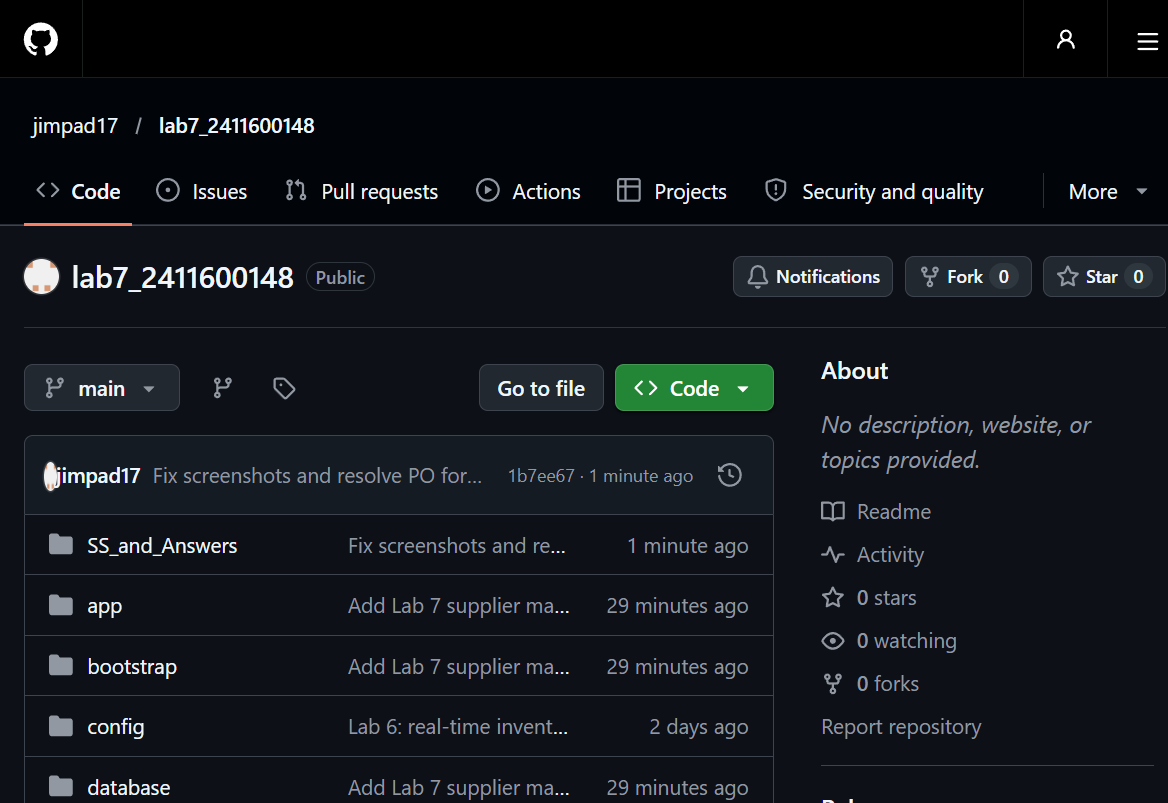 jimpad17 / lab7_2411600148
Code Issues Pull requests Actions Projects Security and quality More
lab7_2411600148 Public Notifications Fork 0 Star 0
main Go to file Code
jimpad17 Fix screenshots and resolve PO for... 1b7ee67 · 1 minute ago
SS_and_Answers Fix screenshots and re... 1 minute ago
app Add Lab 7 supplier ma... 29 minutes ago
bootstrap Add Lab 7 supplier ma... 29 minutes ago
config Lab 6: real-time invent... 2 days ago
database Add Lab 7 supplier ma... 29 minutes ago
About
No description, website, or
topics provided.
Readme
Activity
0 stars
0 watching
0 forks
Report repository